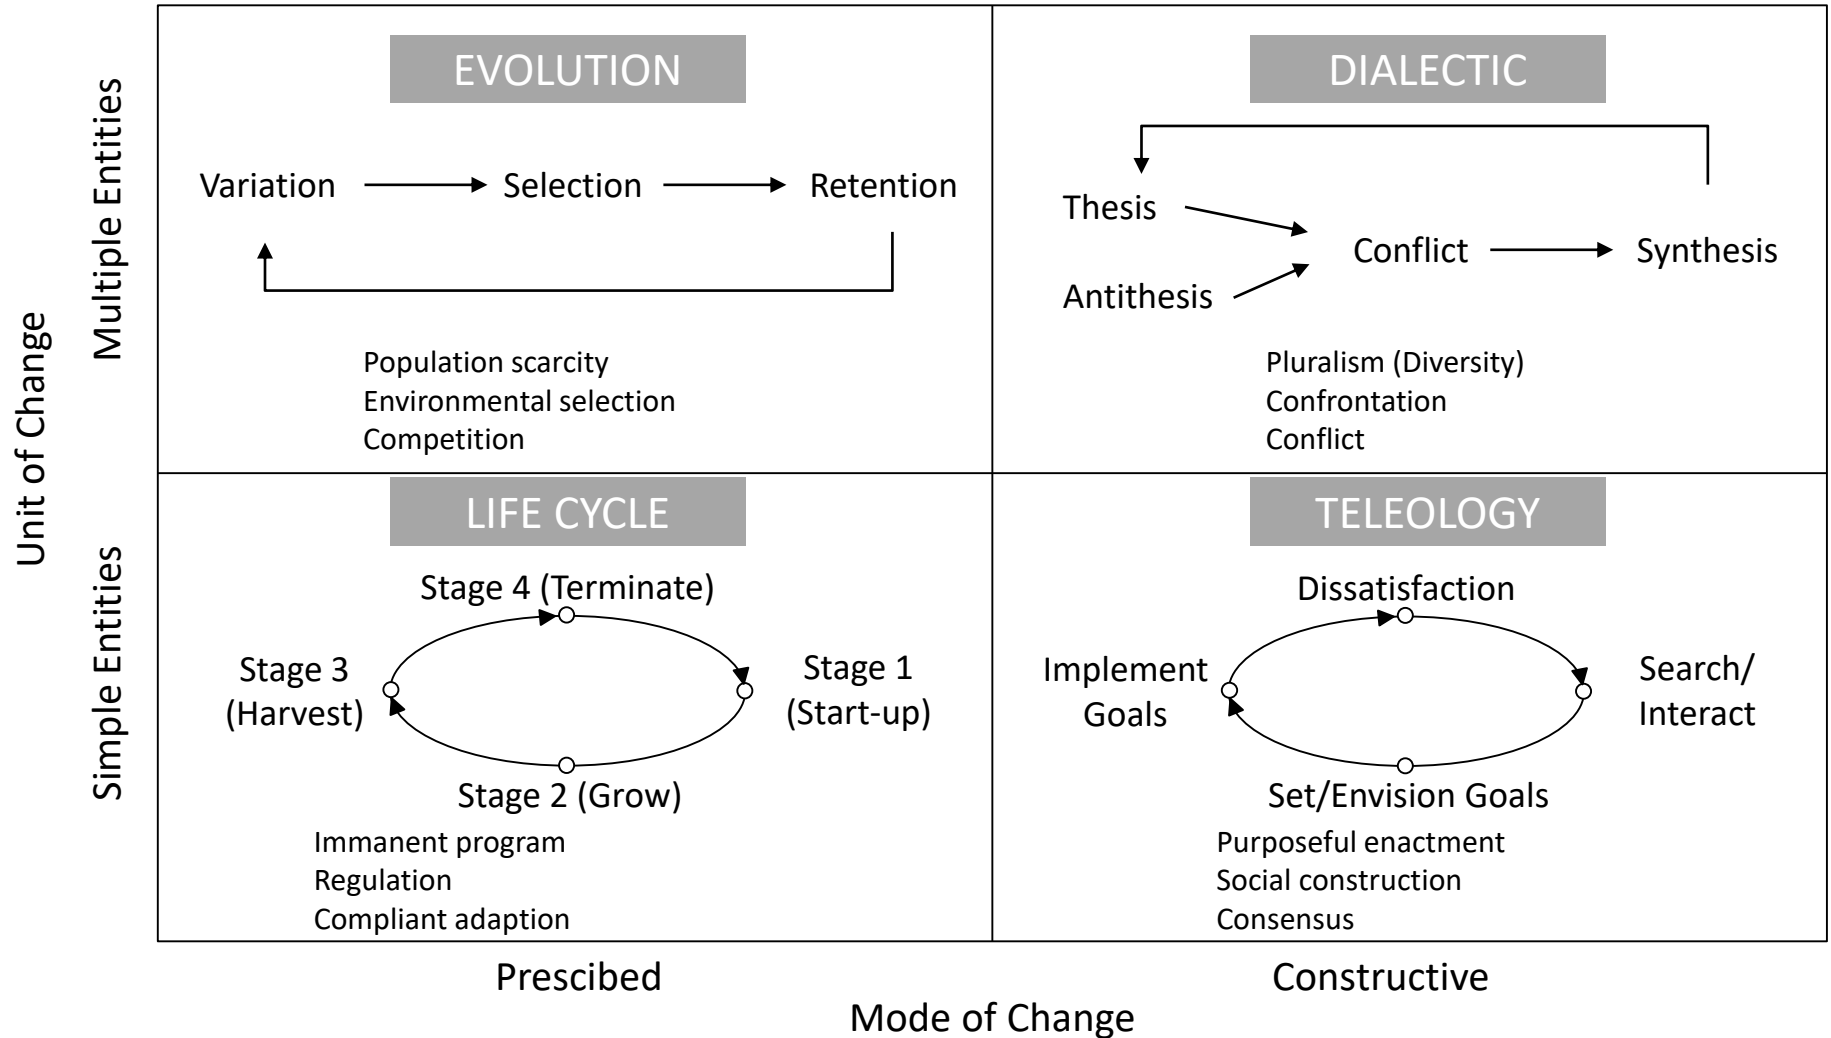 Unit of Change
Multiple Entities
EVOLUTION
Variation
Selection
Retention
Population scarcity
Environmental selection
Competition
DIALECTIC
Thesis
Antithesis
Conflict
Synthesis
Pluralism (Diversity)
Confrontation
Conflict
Simple Entities
LIFE CYCLE
Stage 4 (Terminate)
Stage 3
(Harvest)
Stage 1
(Start-up)
Stage 2 (Grow)
Immanent program
Regulation
Compliant adaption
TELEOLOGY
Dissatisfaction
Implement
Goals
Search/
Interact
Set/Envision Goals
Purposeful enactment
Social construction
Consensus
Prescibed
Constructive
Mode of Change